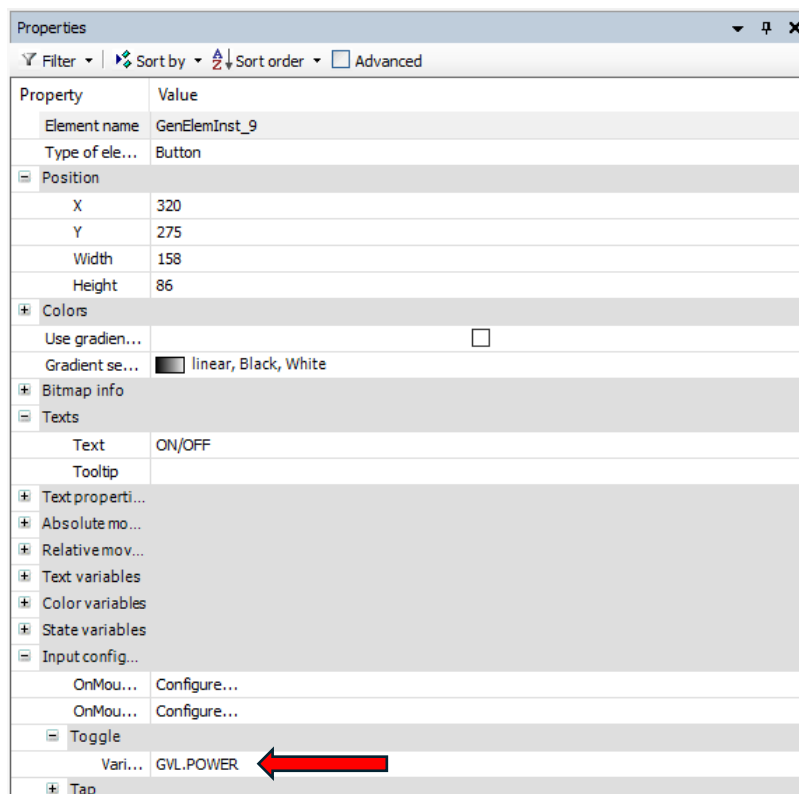 Properties
Filter Sort by Sort order Advanced
Property Value
Element name GenElemInst_9
Type of ele... Button
Position
X 320
Y 275
Width 158
Height 86
Colors
Use gradien...
Gradient se... linear, Black, White
Bitmap info
Texts
Text ON/OFF
Tooltip
Text properti...
Absolute mo...
Relative mov...
Text variables
Color variables
State variables
Input config...
OnMou... Configure...
OnMou... Configure...
Toggle
Vari... GVL.POWER
Tap